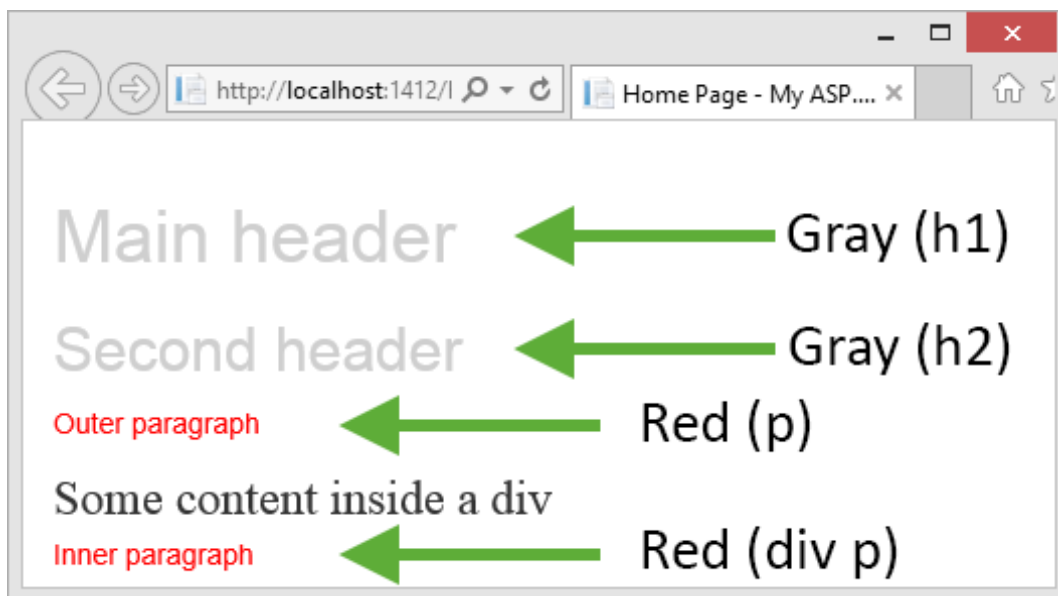 http://localhost:1412/l
Home Page - My ASP....
Main header
Gray (h1)
Second header
Gray (h2)
Outer paragraph
Red (p)
Some content inside a div
Inner paragraph
Red (div p)